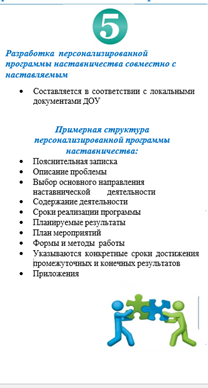 5
Разработка персонализированной
программы наставничества совместно с
наставляемым
• Составляется в соответствии с локальными
документами ДОУ
Примерная структура
персонализированной программы
наставничества:
• Пояснительная записка
• Описание проблемы
• Выбор основного направления
наставнической деятельности
• Содержание деятельности
• Сроки реализации программы
• Планируемые результаты
• План мероприятий
• Формы и методы работы
• Указываются конкретные сроки достижения
промежуточных и конечных результатов
• Приложения